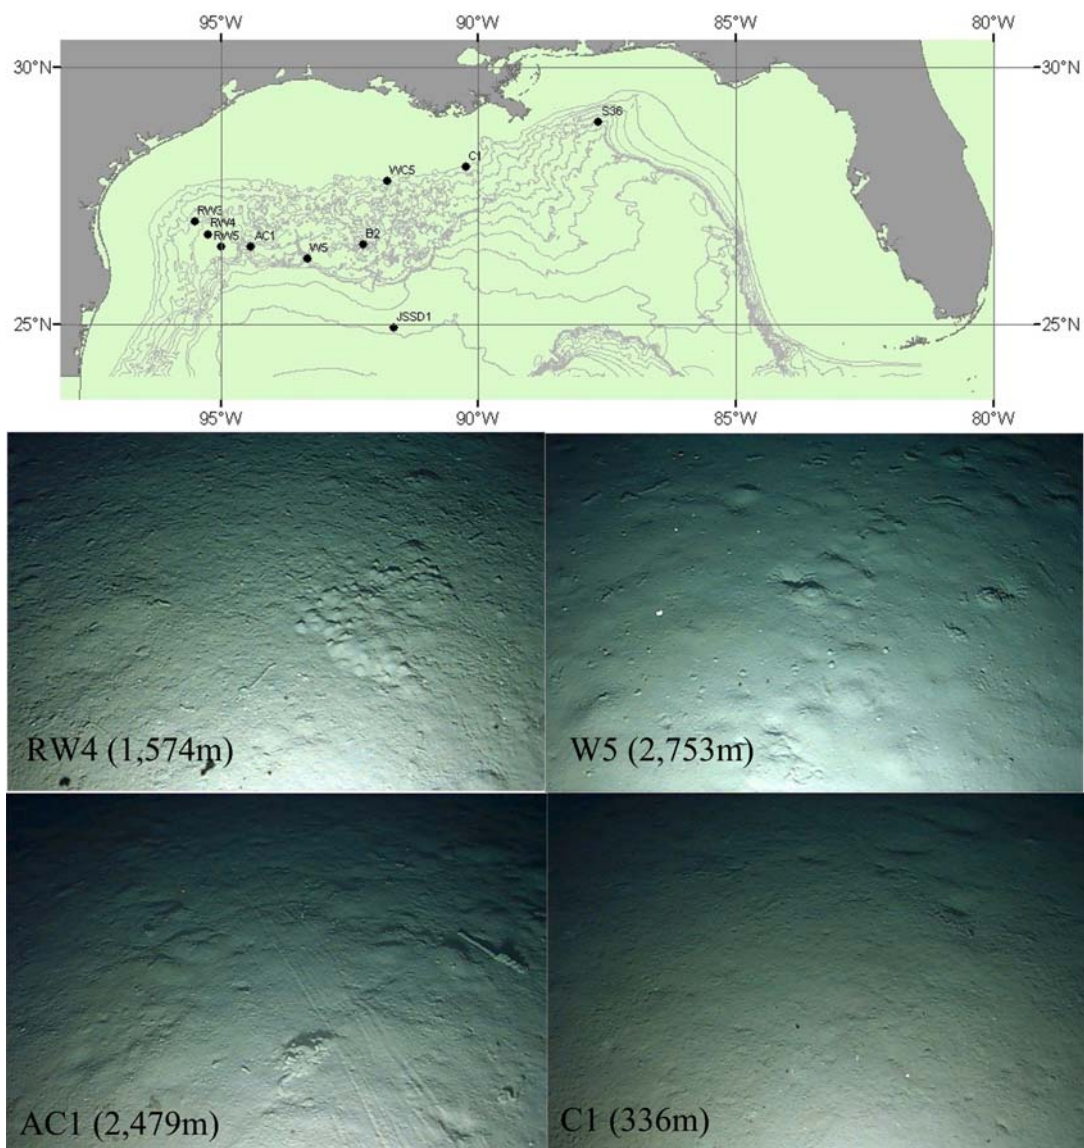 95°W 90°W 85°W 80°W
30°N 30°N
S36
C1
WC5
RW3
RW4
RW5 AC1 W5 B2
25°N JSSD1 25°N
95°W 90°W 85°W 80°W
RW4 (1,574m) W5 (2,753m)
AC1 (2,479m) C1 (336m)